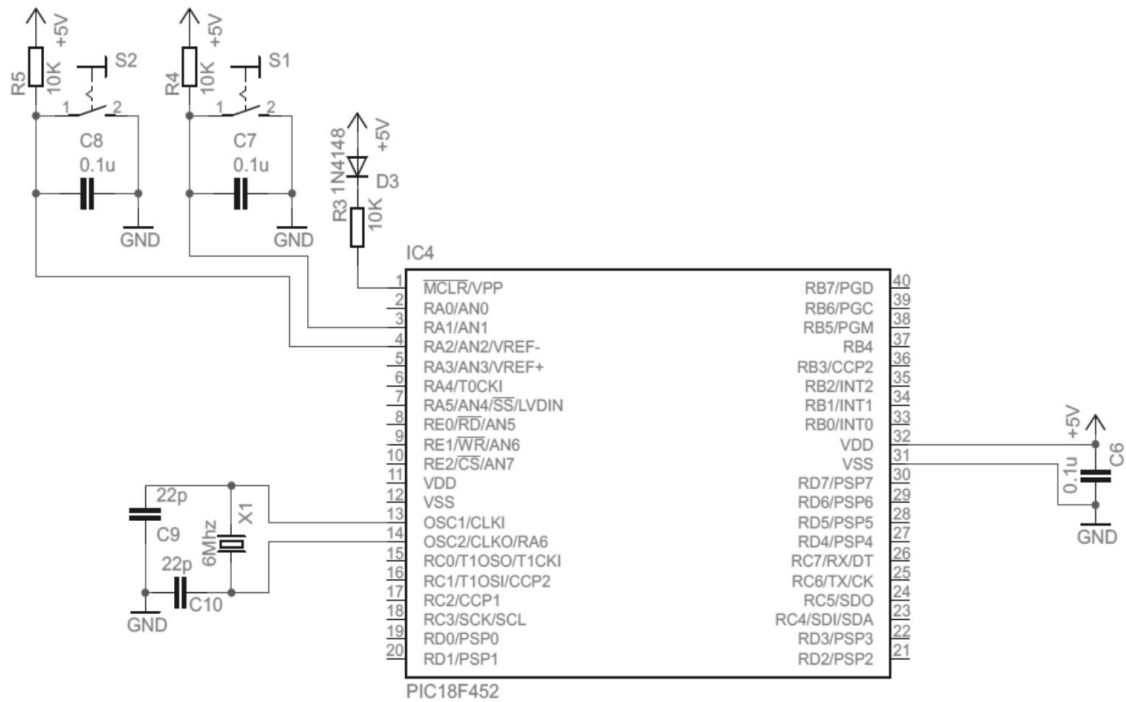 +5V
R5
10K
S2
1 2
C8
0.1u
GND
+5V
R4
10K
S1
1 2
C7
0.1u
GND
+5V
1N4148
D3
R3
10K
IC4
1 MCLR/VPP
2 RA0/AN0
3 RA1/AN1
4 RA2/AN2/VREF-
5 RA3/AN3/VREF+
6 RA4/T0CKI
7 RA5/AN4/SS/LVDIN
8 RE0/RD/AN5
9 RE1/WR/AN6
10 RE2/CS/AN7
11 VDD
12 VSS
13 OSC1/CLKI
14 OSC2/CLKO/RA6
15 RC0/T1OSO/T1CKI
16 RC1/T1OSI/CCP2
17 RC2/CCP1
18 RC3/SCK/SCL
19 RD0/PSP0
20 RD1/PSP1
RB7/PGD 40
RB6/PGC 39
RB5/PGM 38
RB4 37
RB3/CCP2 36
RB2/INT2 35
RB1/INT1 34
RB0/INT0 33
VDD 32
VSS 31
RD7/PSP7 30
RD6/PSP6 29
RD5/PSP5 28
RD4/PSP4 27
RC7/RX/DT 26
RC6/TX/CK 25
RC5/SDO 24
RC4/SDI/SDA 23
RD3/PSP3 22
RD2/PSP2 21
PIC18F452
22p
C9
X1
6Mhz
22p
C10
GND
+5V
C6
0.1u
GND